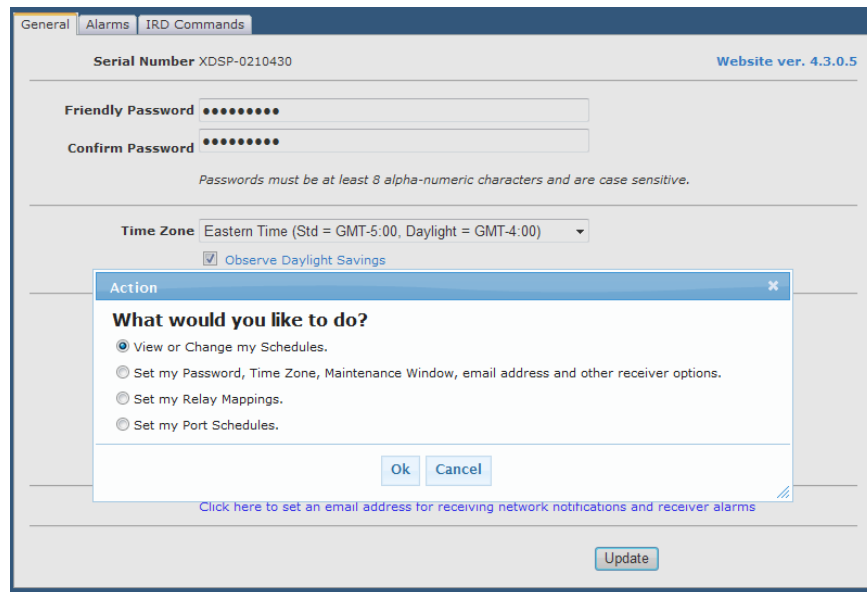 General Alarms IRD Commands
Serial Number XDSP-0210430 Website ver. 4.3.0.5
Friendly Password •••••••••
Confirm Password •••••••••
Passwords must be at least 8 alpha-numeric characters and are case sensitive.
Time Zone Eastern Time (Std = GMT-5:00, Daylight = GMT-4:00)
Observe Daylight Savings
Action
What would you like to do?
View or Change my Schedules.
Set my Password, Time Zone, Maintenance Window, email address and other receiver options.
Set my Relay Mappings.
Set my Port Schedules.
Ok Cancel
Click here to set an email address for receiving network notifications and receiver alarms
Update